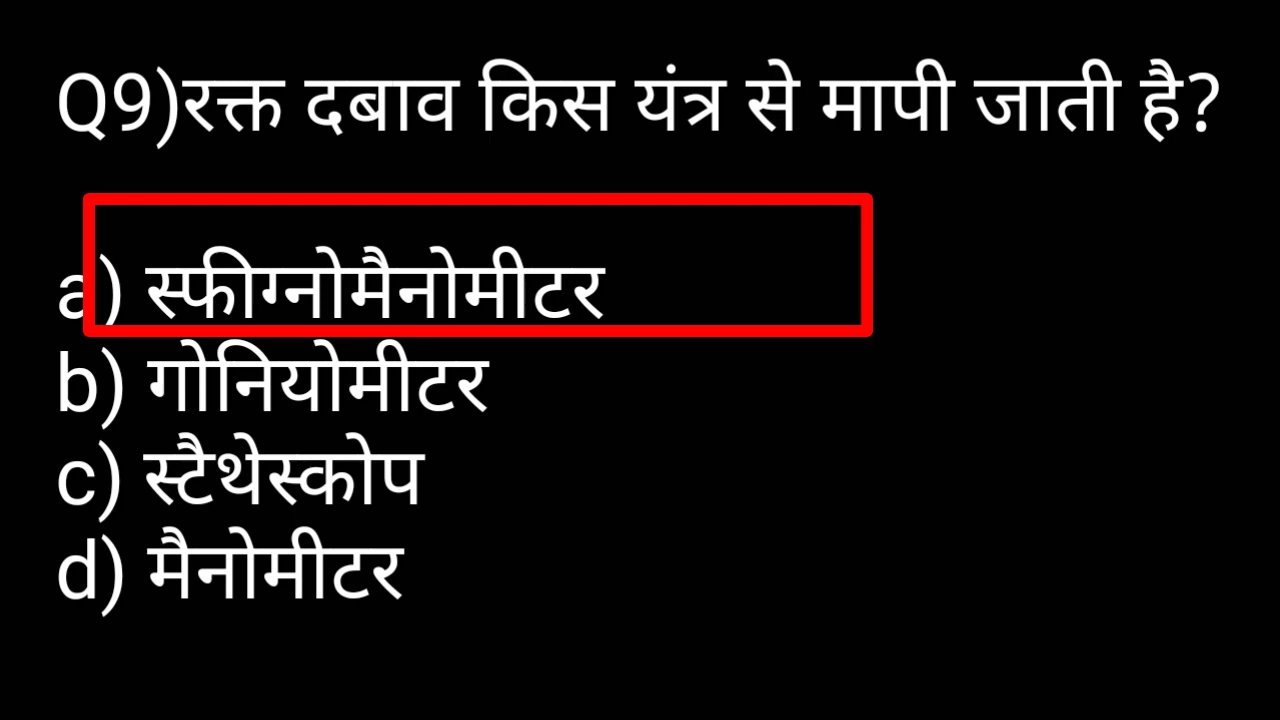 Q9)रक्त दबाव किस यंत्र से मापी जाती है?
a) स्फीग्नोमैनोमीटर
b) गोनियोमीटर
c) स्टैथेस्कोप
d) मैनोमीटर